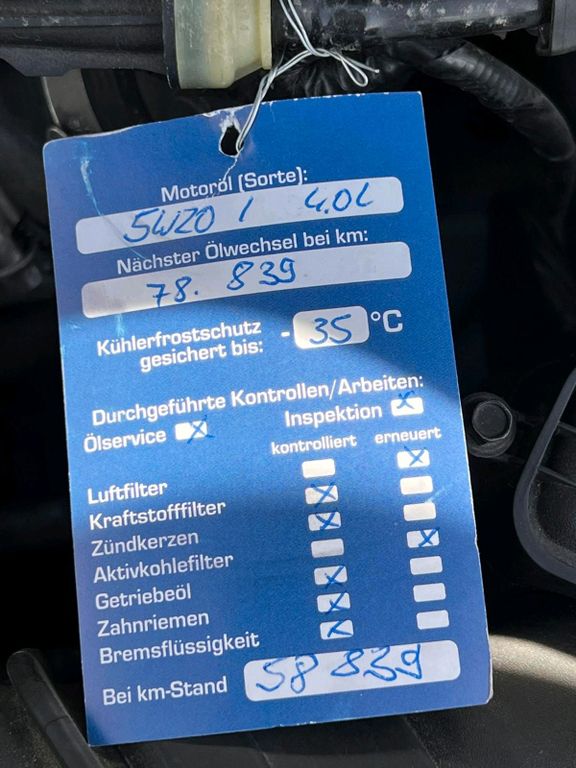 Motoröl (Sorte):
5W20 / 4.0L
Nächster Ölwechsel bei km:
78. 839
Kühlerfrostschutz
gesichert bis: - 35 °C
Durchgeführte Kontrollen/Arbeiten:
Ölservice X Inspektion X
kontrolliert erneuert
Luftfilter X
Kraftstofffilter X
Zündkerzen X
Aktivkohlefilter X
Getriebeöl X
Zahnriemen X
Bremsflüssigkeit X
Bei km-Stand 58 839